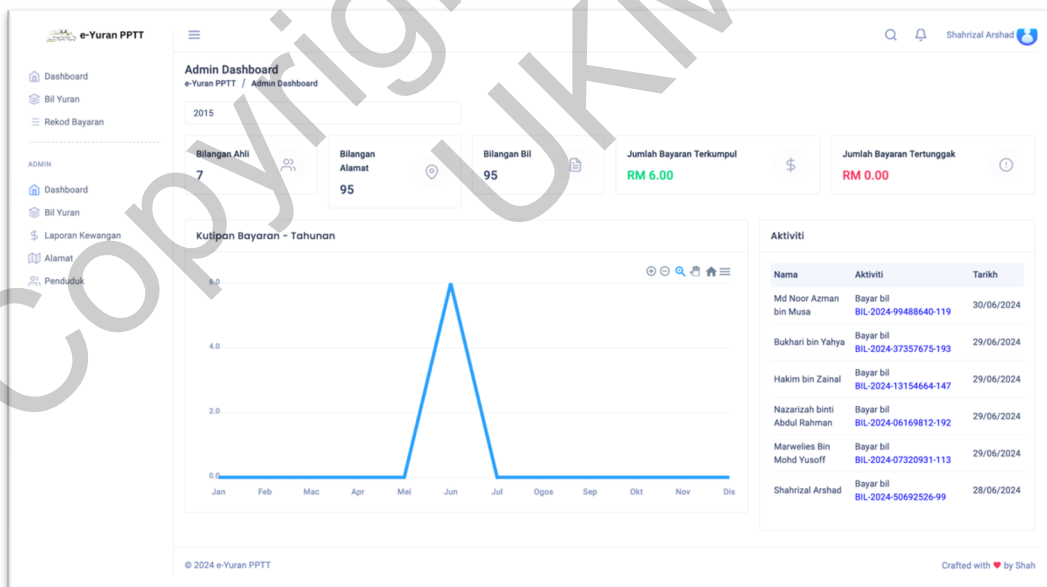 e-Yuran PPTT
Shahrizal Arshad
Dashboard
Bil Yuran
Rekod Bayaran
ADMIN
Dashboard
Bil Yuran
Laporan Kewangan
Alamat
Penduduk
Admin Dashboard
e-Yuran PPTT / Admin Dashboard
2015
Bilangan Ahli
7
Bilangan
Alamat
95
Bilangan Bil
95
Jumlah Bayaran Terkumpul
RM 6.00
Jumlah Bayaran Tertunggak
RM 0.00
Kutipan Bayaran - Tahunan
6.0
4.0
2.0
0.0
Jan Feb Mac Apr Mei Jun Jul Ogos Sep Okt Nov Dis
Aktiviti
Nama Aktiviti Tarikh
Md Noor Azman
bin Musa
Bayar bil
BIL-2024-99488640-119
30/06/2024
Bukhari bin Yahya
Bayar bil
BIL-2024-37357675-193
29/06/2024
Hakim bin Zainal
Bayar bil
BIL-2024-13154664-147
29/06/2024
Nazarizah binti
Abdul Rahman
Bayar bil
BIL-2024-06169812-192
29/06/2024
Marwelies Bin
Mohd Yusoff
Bayar bil
BIL-2024-07320931-113
29/06/2024
Shahrizal Arshad
Bayar bil
BIL-2024-50692526-99
28/06/2024
© 2024 e-Yuran PPTT
Crafted with ♥ by Shah
Copyrig
UKM